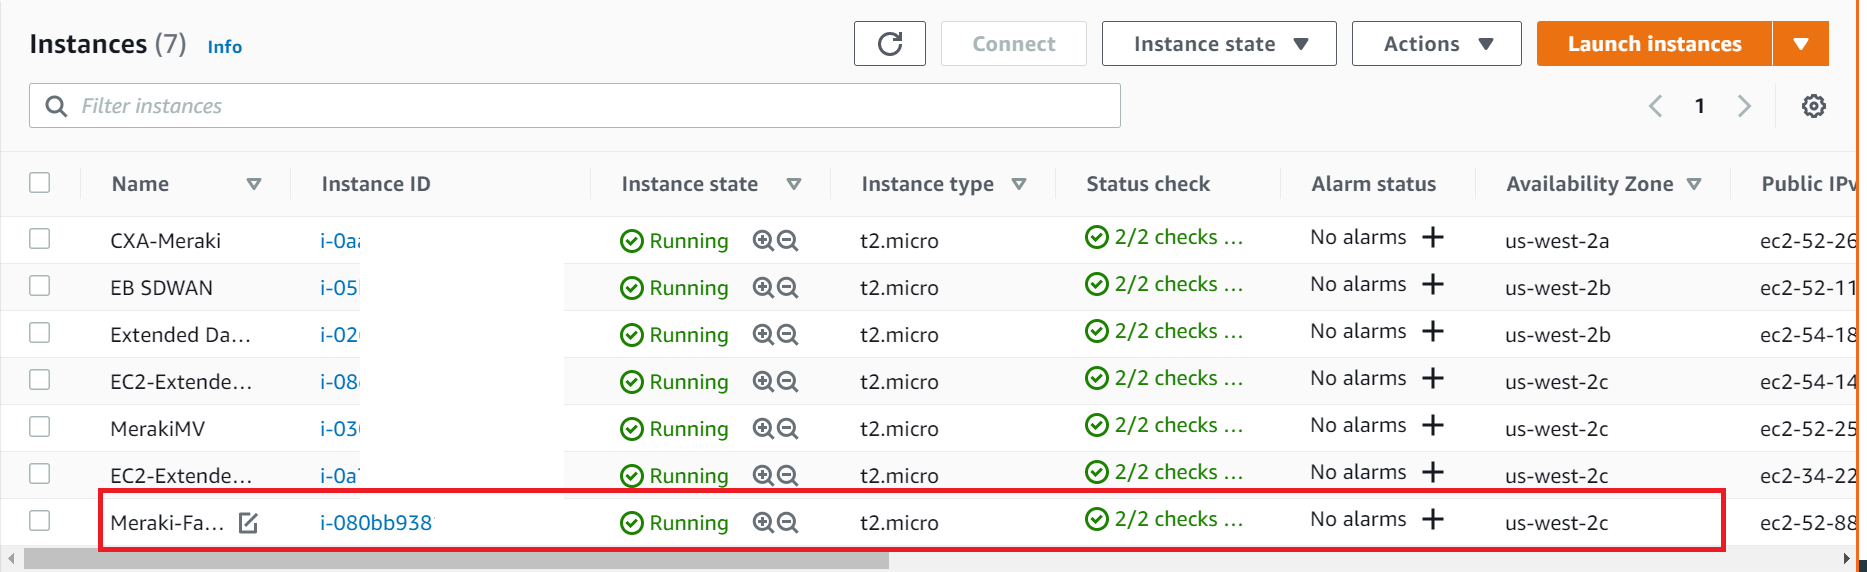 Instances (7) Info Connect Instance state Actions Launch instances
Filter instances 1
Name Instance ID Instance state Instance type Status check Alarm status Availability Zone Public IPv
CXA-Meraki i-0aa Running t2.micro 2/2 checks ... No alarms + us-west-2a ec2-52-26
EB SDWAN i-05 Running t2.micro 2/2 checks ... No alarms + us-west-2b ec2-52-11
Extended Da... i-02 Running t2.micro 2/2 checks ... No alarms + us-west-2b ec2-54-18
EC2-Extende... i-08 Running t2.micro 2/2 checks ... No alarms + us-west-2c ec2-54-14
MerakiMV i-03 Running t2.micro 2/2 checks ... No alarms + us-west-2c ec2-52-25
EC2-Extende... i-0a Running t2.micro 2/2 checks ... No alarms + us-west-2c ec2-34-22
Meraki-Fa... i-080bb938 Running t2.micro 2/2 checks ... No alarms + us-west-2c ec2-52-88